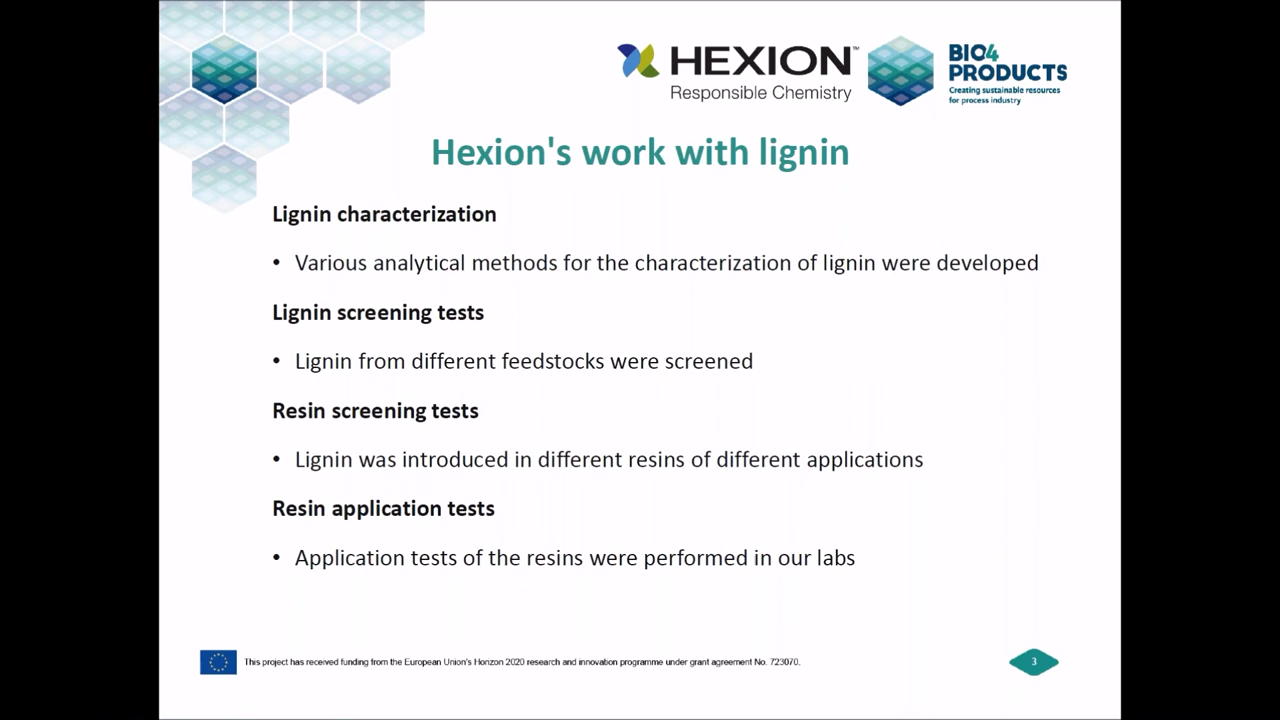 HEXION™
Responsible Chemistry
BIO4
PRODUCTS
Creating sustainable resources
for process industry
Hexion's work with lignin
Lignin characterization
• Various analytical methods for the characterization of lignin were developed
Lignin screening tests
• Lignin from different feedstocks were screened
Resin screening tests
• Lignin was introduced in different resins of different applications
Resin application tests
• Application tests of the resins were performed in our labs
This project has received funding from the European Union's Horizon 2020 research and innovation programme under grant agreement No. 723070.
3